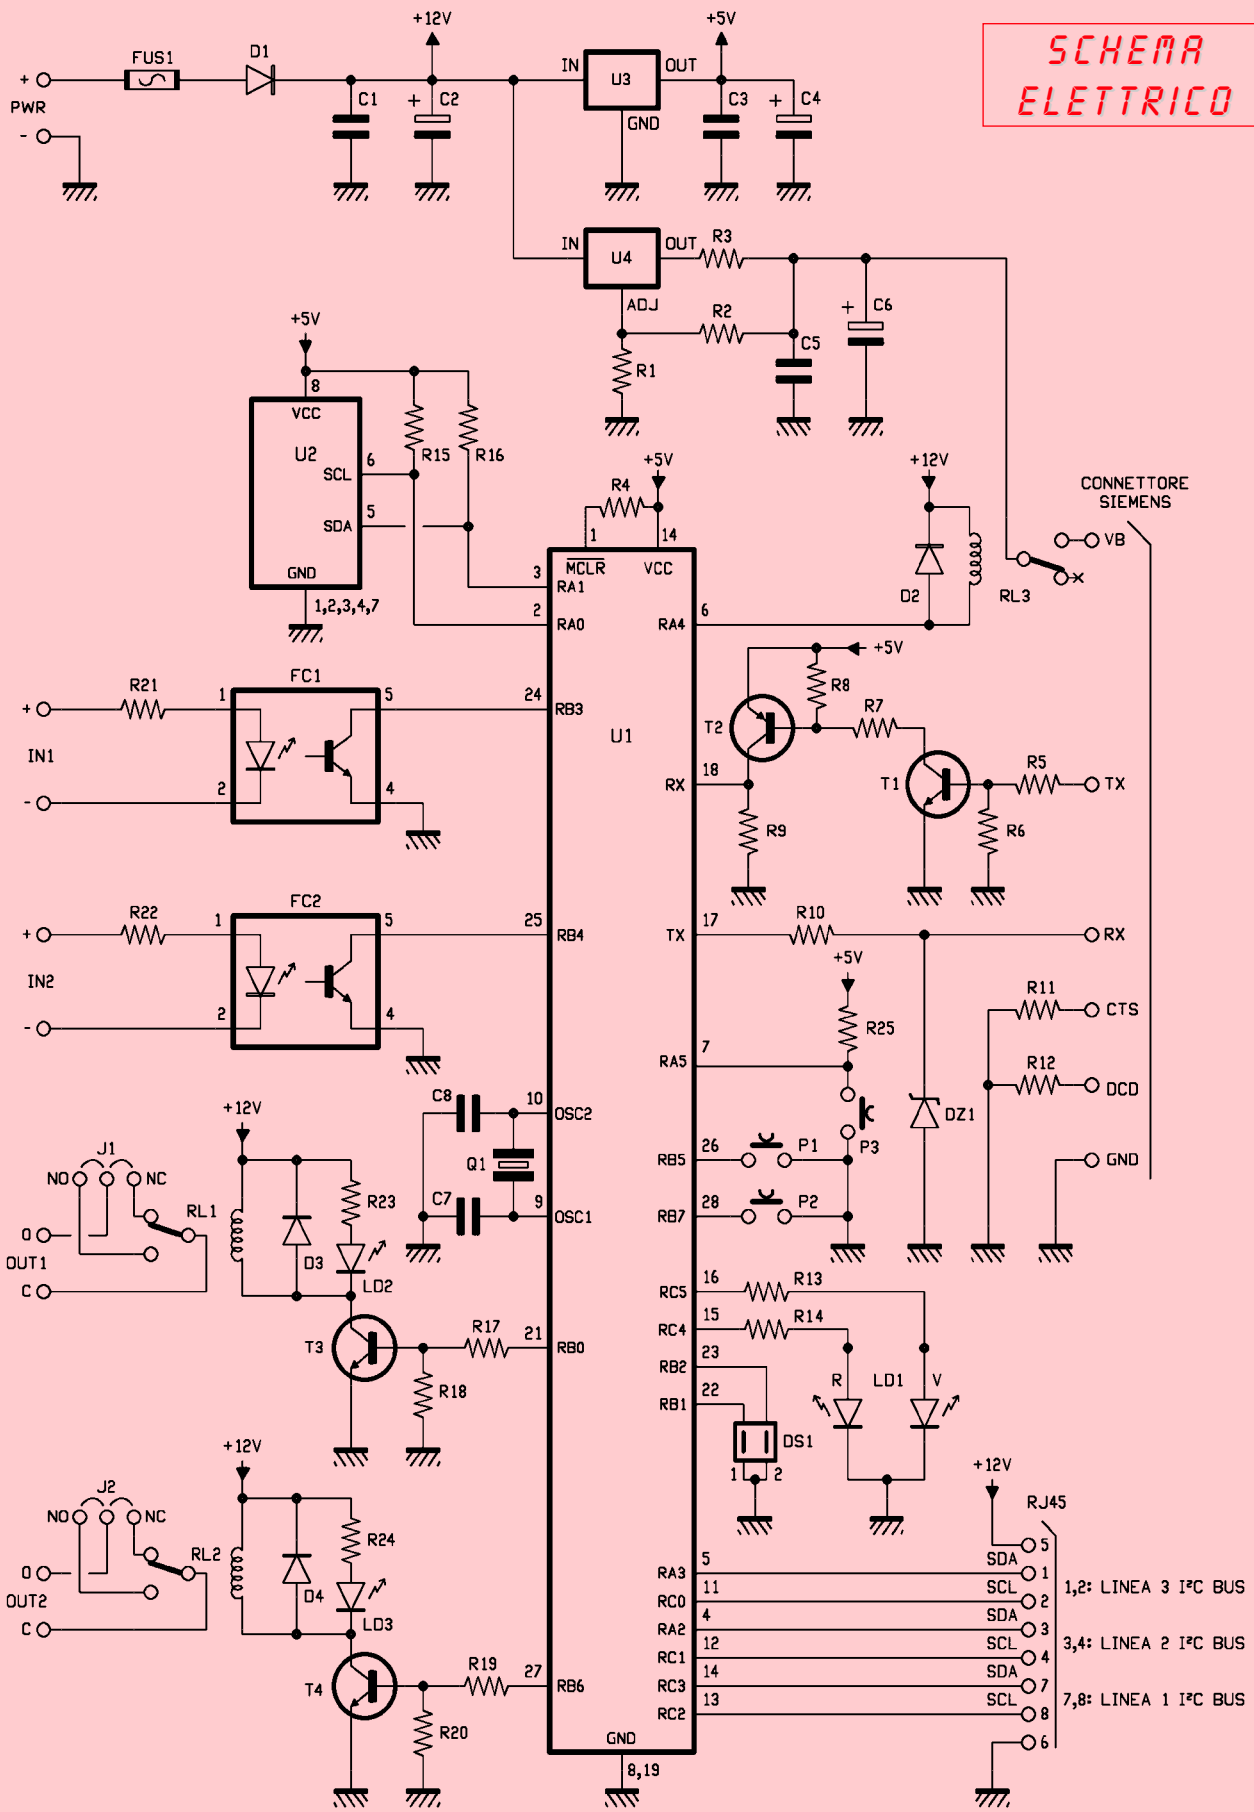 SCHEMA
ELETTRICO
+12V
+5V
FUS1
D1
IN
U3
OUT
GND
+
PWR
-
C1
+
C2
C3
+
C4
IN
U4
OUT
R3
ADJ
R2
R1
C5
+
C6
+5V
8
VCC
U2
SCL
6
R15
R16
SDA
5
GND
1,2,3,4,7
+5V
R4
1
14
MCLR
VCC
3
RA1
2
RA0
+12V
D2
RL3
CONNETTORE
SIEMENS
VB
6
RA4
+5V
R8
T2
R7
18
RX
R9
T1
R5
TX
R6
R21
FC1
+
IN1
-
1
2
5
4
24
RB3
U1
R22
FC2
+
IN2
-
1
2
5
4
25
RB4
17
TX
R10
RX
+5V
R25
7
RA5
R11
CTS
R12
DCD
DZ1
GND
C8
10
OSC2
Q1
C7
9
OSC1
26
RB5
P1
P3
28
RB7
P2
+12V
J1
NO
NC
RL1
O
OUT1
C
D3
R23
LD2
T3
R17
21
RB0
R18
16
RC5
R13
15
RC4
R14
23
RB2
22
RB1
R
LD1
V
DS1
1
2
+12V
J2
NO
NC
RL2
O
OUT2
C
D4
R24
LD3
T4
R19
27
RB6
R20
+12V
RJ45
5
5
RA3
SDA
1
11
RC0
SCL
2
1,2: LINEA 3 I²C BUS
4
RA2
SDA
3
12
RC1
SCL
4
3,4: LINEA 2 I²C BUS
14
RC3
SDA
7
13
RC2
SCL
8
7,8: LINEA 1 I²C BUS
6
GND
8,19